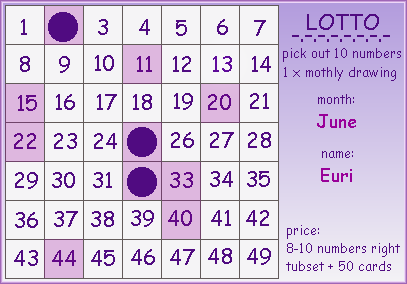 1 3 4 5 6 7
8 9 10 11 12 13 14
15 16 17 18 19 20 21
22 23 24 26 27 28
29 30 31 33 34 35
36 37 38 39 40 41 42
43 44 45 46 47 48 49
LOTTO
pick out 10 numbers
1 x mothly drawing
month:
June
name:
Euri
price:
8-10 numbers right
tubset + 50 cards